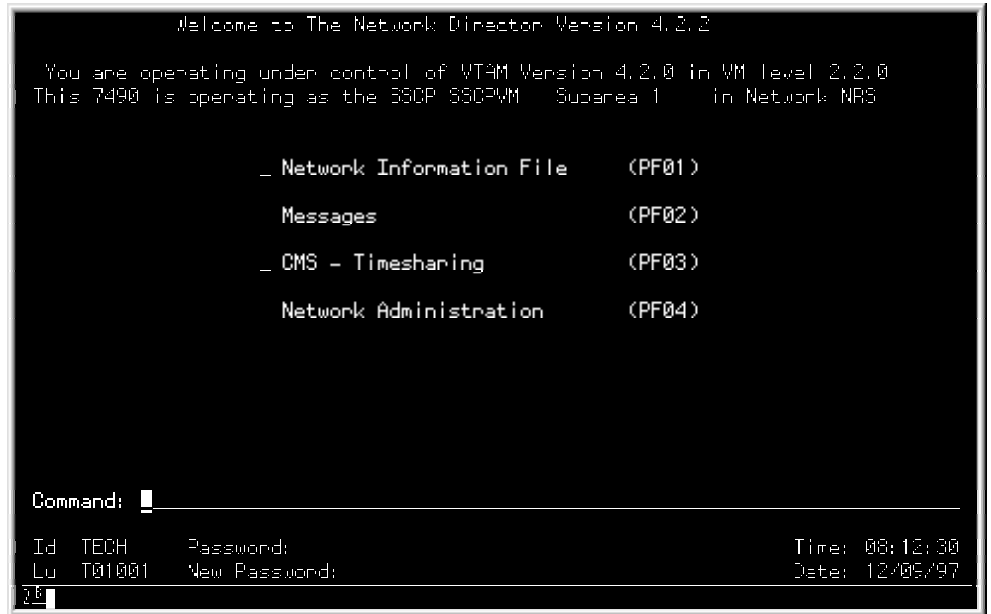 Welcome to The Network Director Version 4.2.2
You are operating under control of VTAM Version 4.2.0 in VM level 2.2.0
This 7490 is operating as the SSCP SSCPVM Subarea 1 in Network NRS
_ Network Information File (PF01)
Messages (PF02)
_ CMS – Timesharing (PF03)
Network Administration (PF04)
Command:
Id TECH Password: Time: 08:12:30
Lu T01001 New Password: Date: 12/09/97